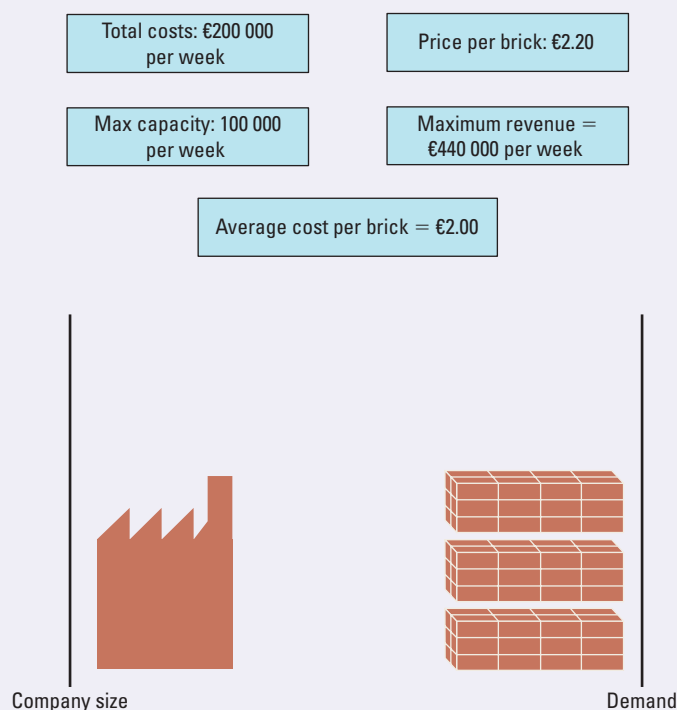 Total costs: €200 000
per week
Price per brick: €2.20
Max capacity: 100 000
per week
Maximum revenue =
€440 000 per week
Average cost per brick = €2.00
Company size
Demand